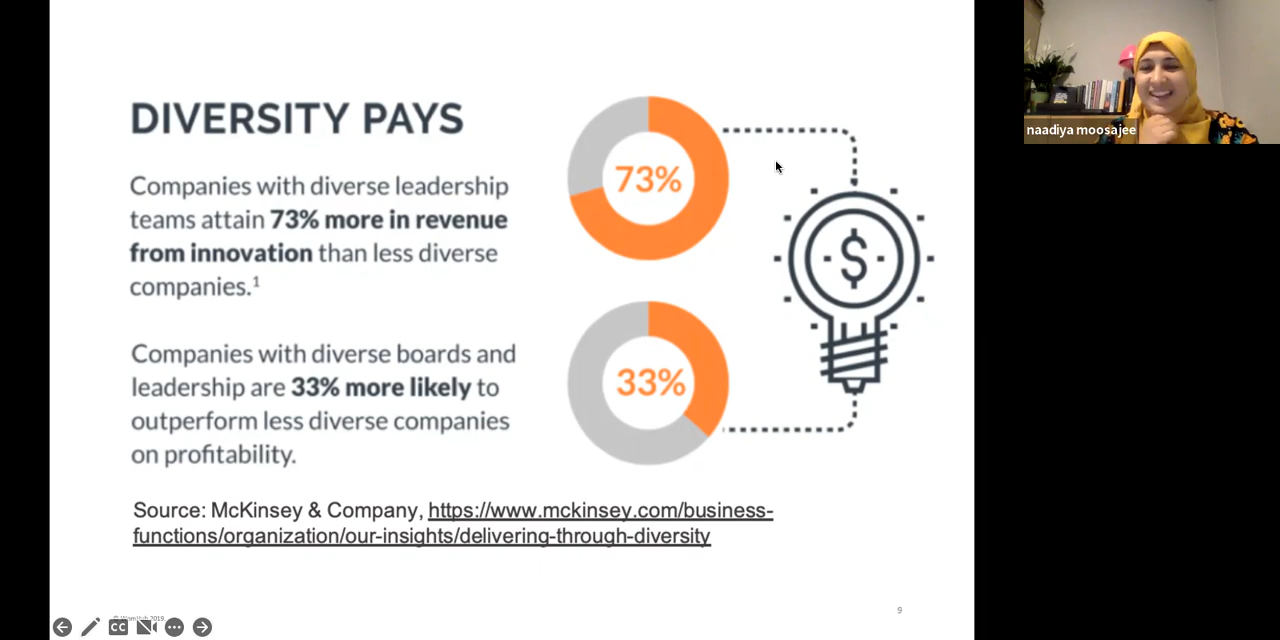 DIVERSITY PAYS
Companies with diverse leadership
teams attain 73% more in revenue
from innovation than less diverse
companies.¹
Companies with diverse boards and
leadership are 33% more likely to
outperform less diverse companies
on profitability.
73%
33%
$
Source: McKinsey & Company, https://www.mckinsey.com/business-
functions/organization/our-insights/delivering-through-diversity
9
CC
naadiya moosajee